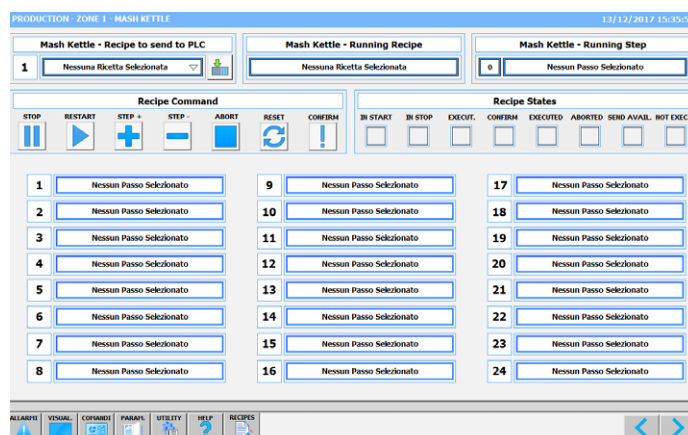 PRODUCTION - ZONE 1 - MASH KETTLE 13/12/2017 15:35:5
Mash Kettle - Recipe to send to PLC Mash Kettle - Running Recipe Mash Kettle - Running Step
1 Nessuna Ricetta Selezionata Nessuna Ricetta Selezionata 0 Nessun Passo Selezionato
Recipe Command Recipe States
STOP RESTART STEP + STEP - ABORT RESET CONFIRM IN START IN STOP EXECUT. CONFIRM EXECUTED ABORTED SEND AVAIL. NOT EXEC
1 Nessun Passo Selezionato 9 Nessun Passo Selezionato 17 Nessun Passo Selezionato
2 Nessun Passo Selezionato 10 Nessun Passo Selezionato 18 Nessun Passo Selezionato
3 Nessun Passo Selezionato 11 Nessun Passo Selezionato 19 Nessun Passo Selezionato
4 Nessun Passo Selezionato 12 Nessun Passo Selezionato 20 Nessun Passo Selezionato
5 Nessun Passo Selezionato 13 Nessun Passo Selezionato 21 Nessun Passo Selezionato
6 Nessun Passo Selezionato 14 Nessun Passo Selezionato 22 Nessun Passo Selezionato
7 Nessun Passo Selezionato 15 Nessun Passo Selezionato 23 Nessun Passo Selezionato
8 Nessun Passo Selezionato 16 Nessun Passo Selezionato 24 Nessun Passo Selezionato
ALLARMI VISUAL. COMANDI PARAM. UTILITY HELP RECIPES